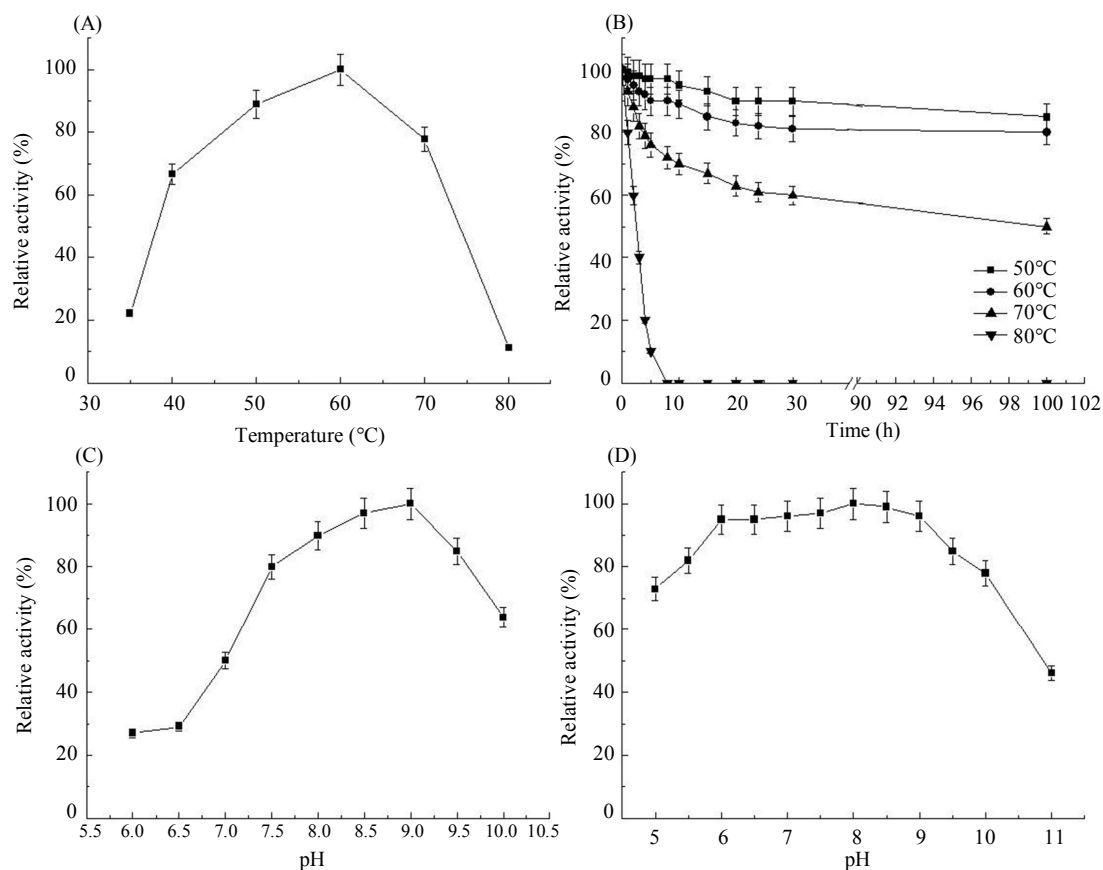 (A)
Relative activity (%)
100
80
60
40
20
0
30 40 50 60 70 80
Temperature (°C)
(B)
Relative activity (%)
100
80
60
40
20
0
50°C
60°C
70°C
80°C
0 10 20 30 90 92 94 96 98 100 102
Time (h)
(C)
Relative activity (%)
100
80
60
40
20
0
5.5 6.0 6.5 7.0 7.5 8.0 8.5 9.0 9.5 10.0 10.5
pH
(D)
Relative activity (%)
100
80
60
40
20
0
5 6 7 8 9 10 11
pH